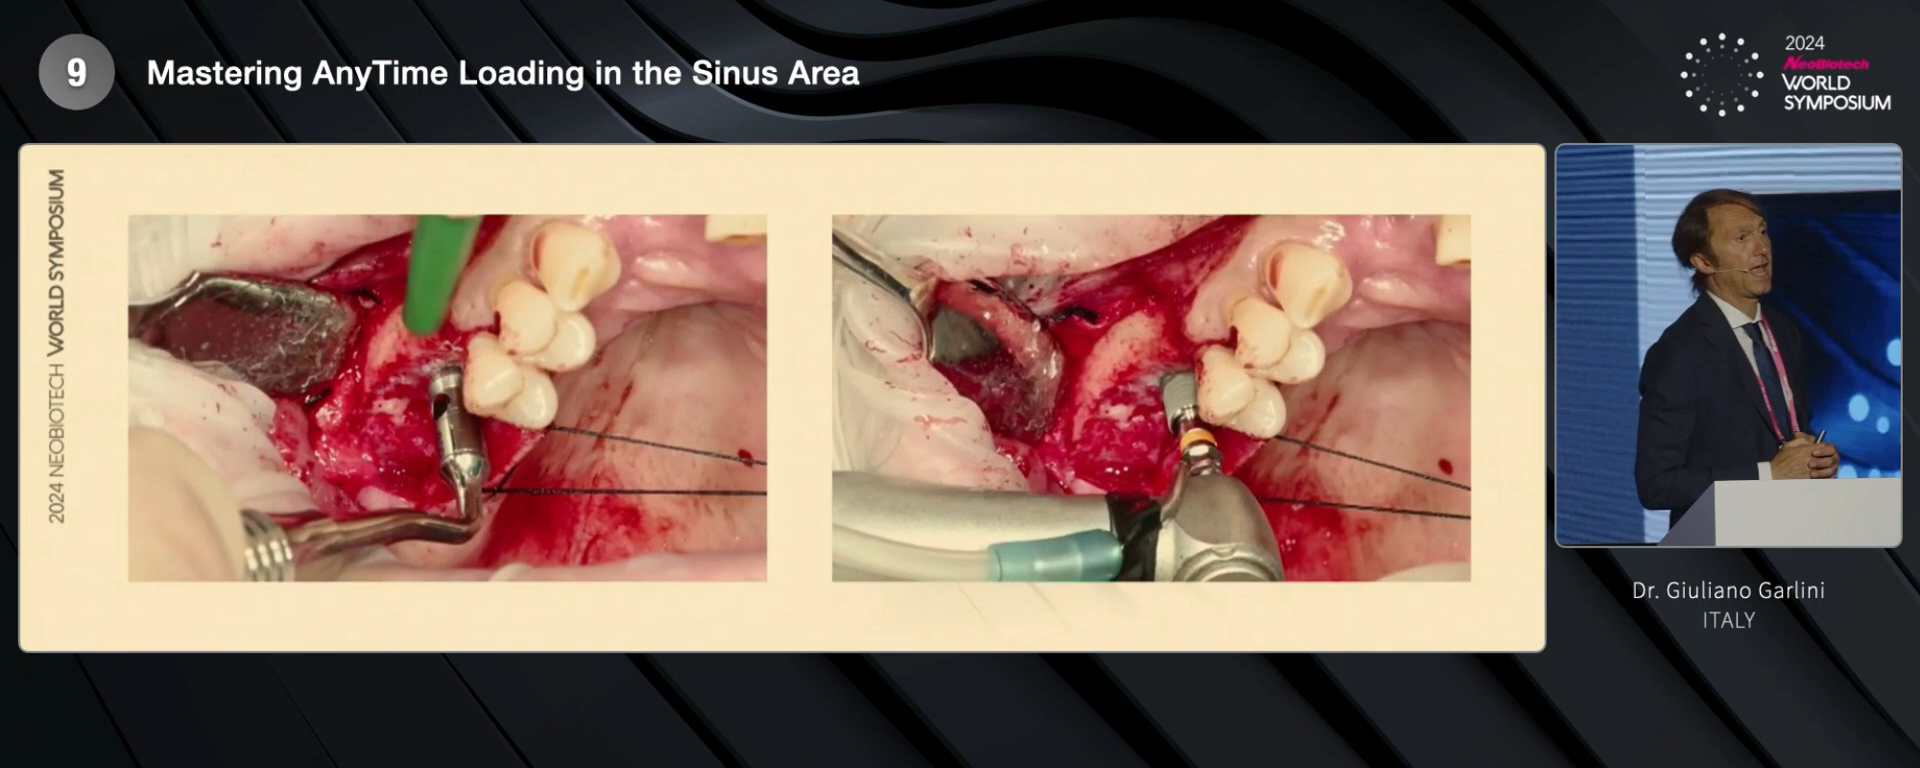 9
Mastering AnyTime Loading in the Sinus Area
2024
NeoBiotech
WORLD
SYMPOSIUM
2024 NEOBIOTECH WORLD SYMPOSIUM
Dr. Giuliano Garlini
ITALY